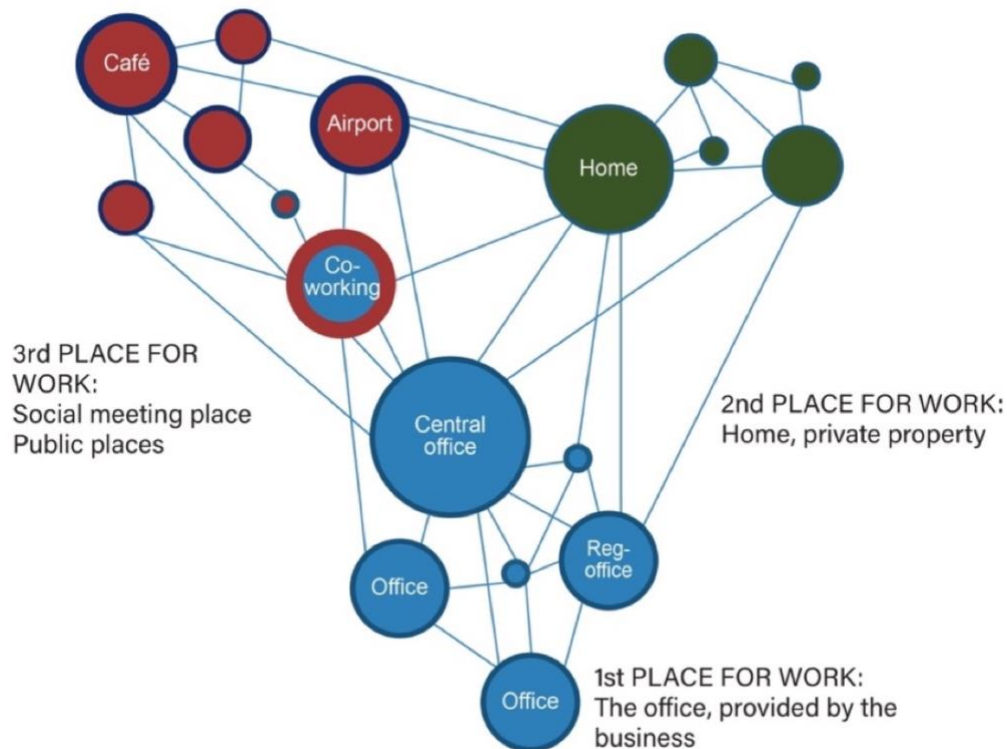 Café
Airport
Home
Co-
working
3rd PLACE FOR
WORK:
Social meeting place
Public places
2nd PLACE FOR WORK:
Home, private property
Central
office
Reg-
office
Office
1st PLACE FOR WORK:
The office, provided by the
business
Office